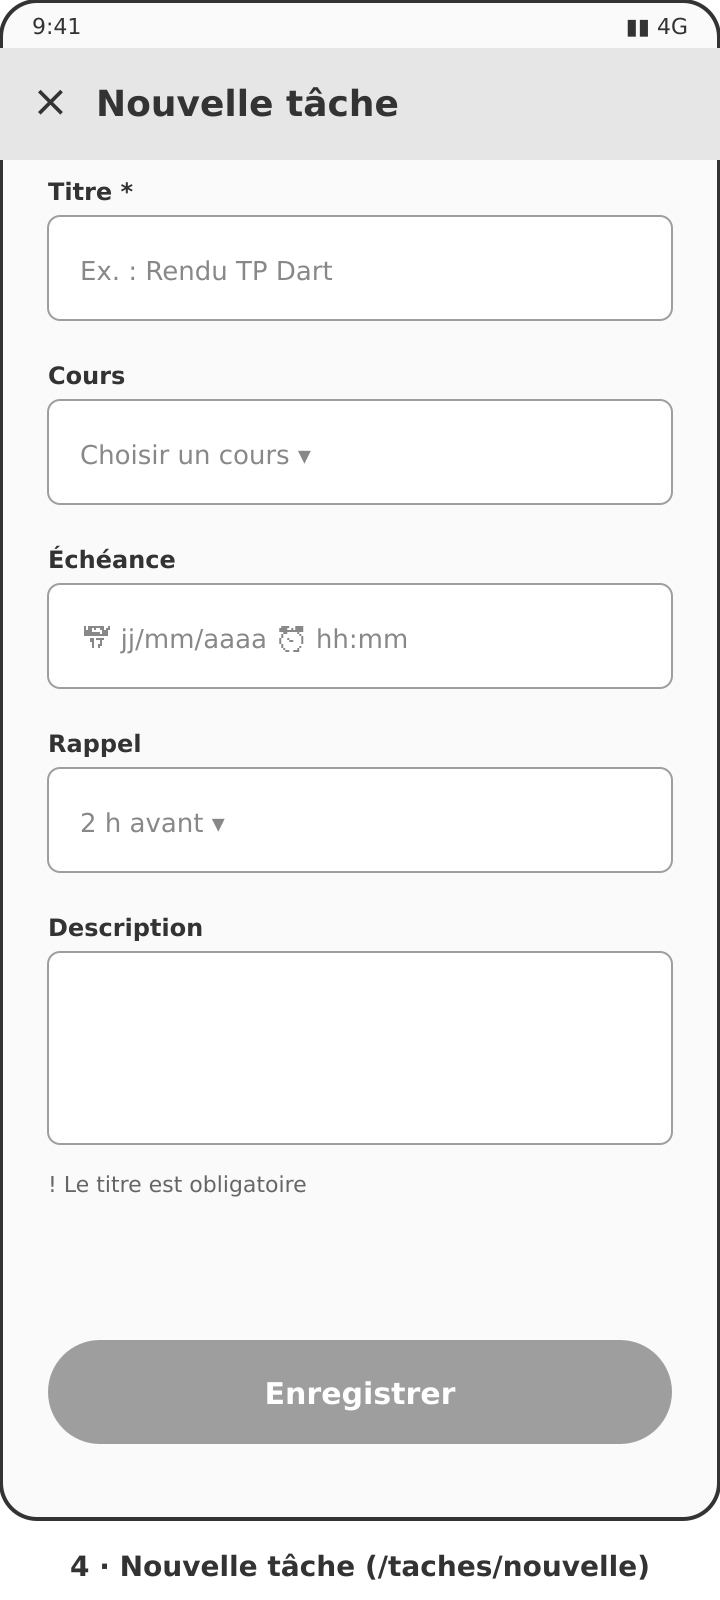 9:41 ▮▮ 4G
✕ Nouvelle tâche
Titre *
Ex. : Rendu TP Dart
Cours
Choisir un cours ▾
Échéance
📅 jj/mm/aaaa ⏰ hh:mm
Rappel
2 h avant ▾
Description
! Le titre est obligatoire
Enregistrer
4 · Nouvelle tâche (/taches/nouvelle)